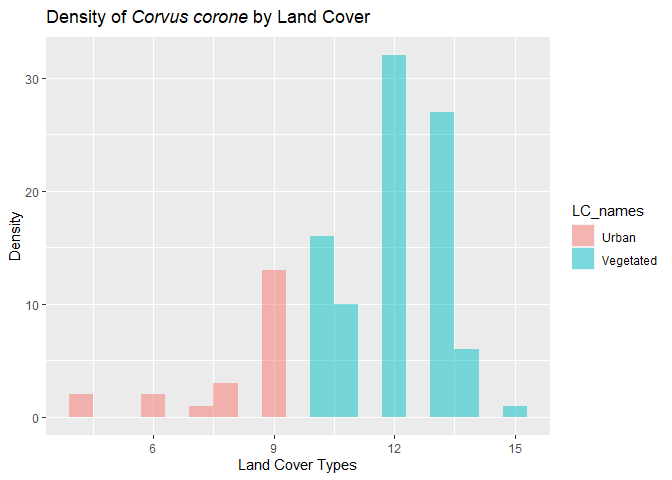 Density of Corvus corone by Land Cover
30
20
10
0
Density
6 9 12 15
Land Cover Types
LC_names
Urban
Vegetated